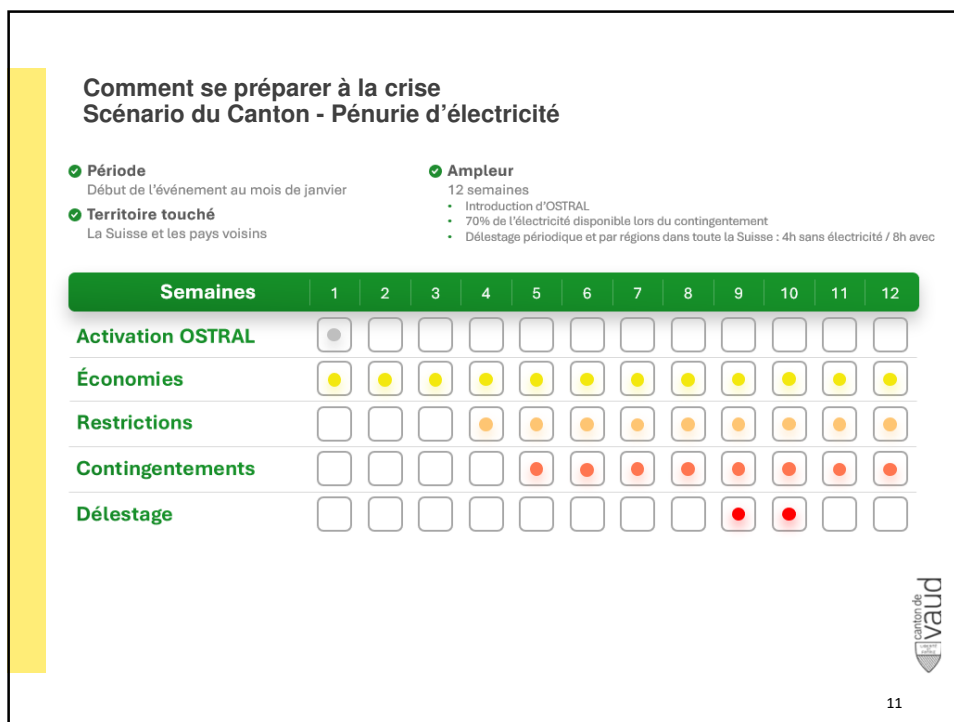 Comment se préparer à la crise
Scénario du Canton - Pénurie d’électricité
Période
Début de l’événement au mois de janvier
Territoire touché
La Suisse et les pays voisins
Ampleur
12 semaines
• Introduction d’OSTRAL
• 70% de l’électricité disponible lors du contingentement
• Délestage périodique et par régions dans toute la Suisse : 4h sans électricité / 8h avec
Semaines 1 2 3 4 5 6 7 8 9 10 11 12
Activation OSTRAL
Économies
Restrictions
Contingentements
Délestage
canton de
vaud
LIBERTÉ
ET
PATRIE
11